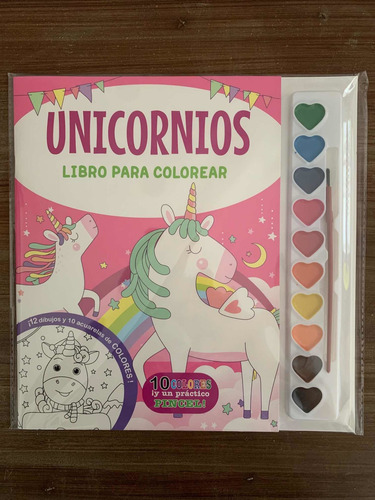 UNICORNIOS
LIBRO PARA COLOREAR
¡12 dibujos y 10 acuarelas de COLORES!
10 COLORES
¡y un práctico
PINCEL!